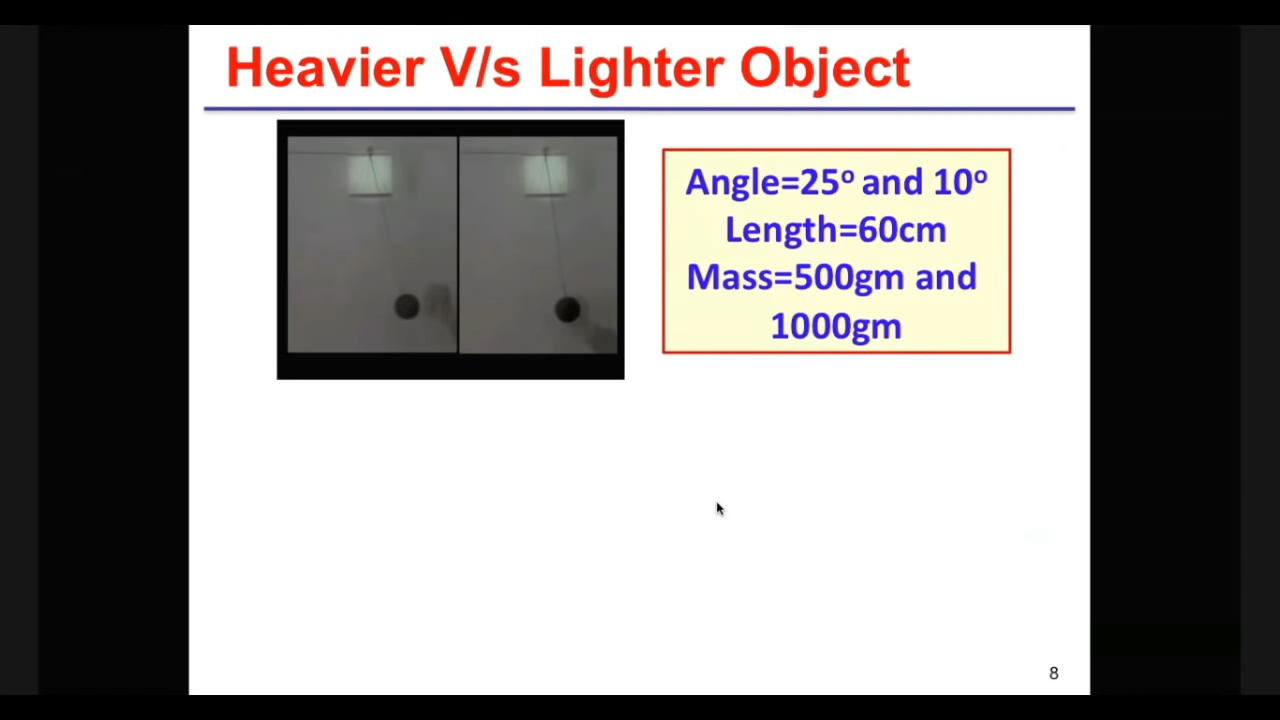 Heavier V/s Lighter Object
Angle=25º and 10º
Length=60cm
Mass=500gm and
1000gm
8